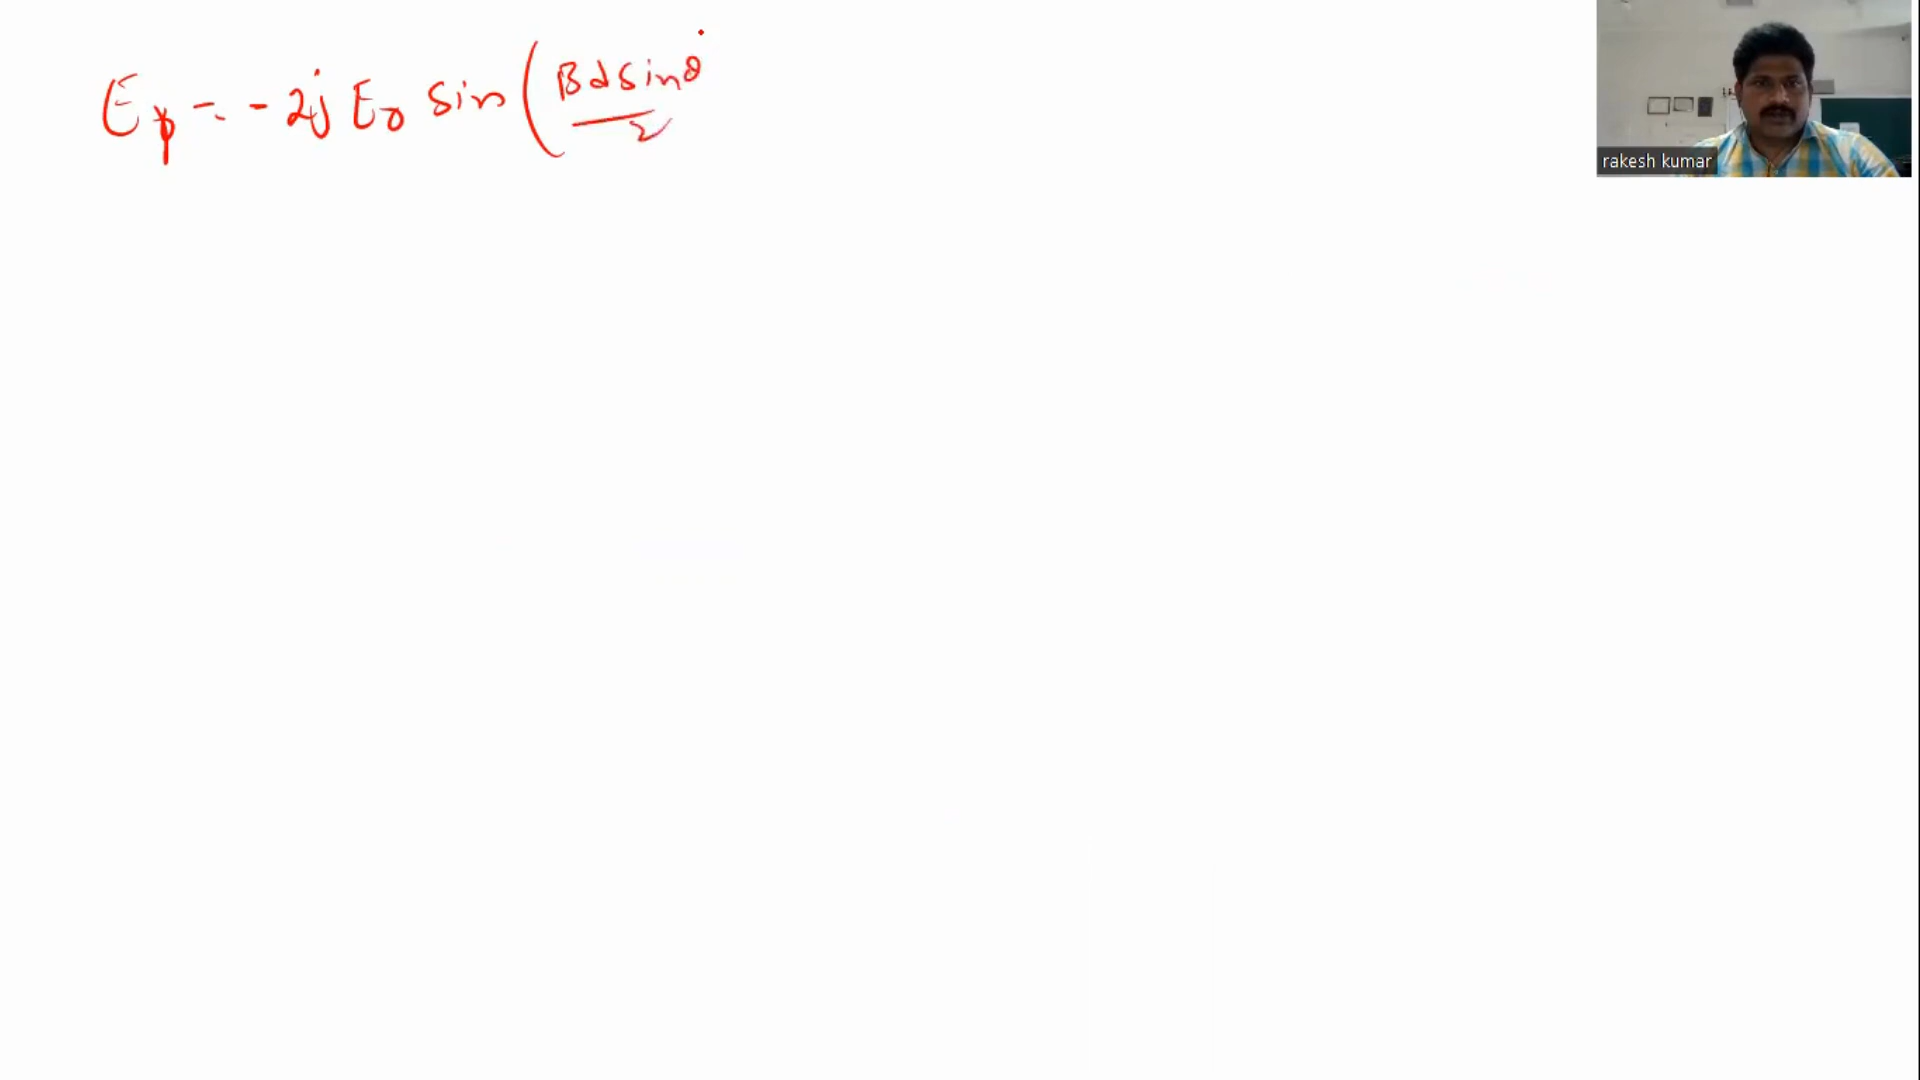 Eφ = -2j E0 sin ( βd sinθ / 2
rakesh kumar